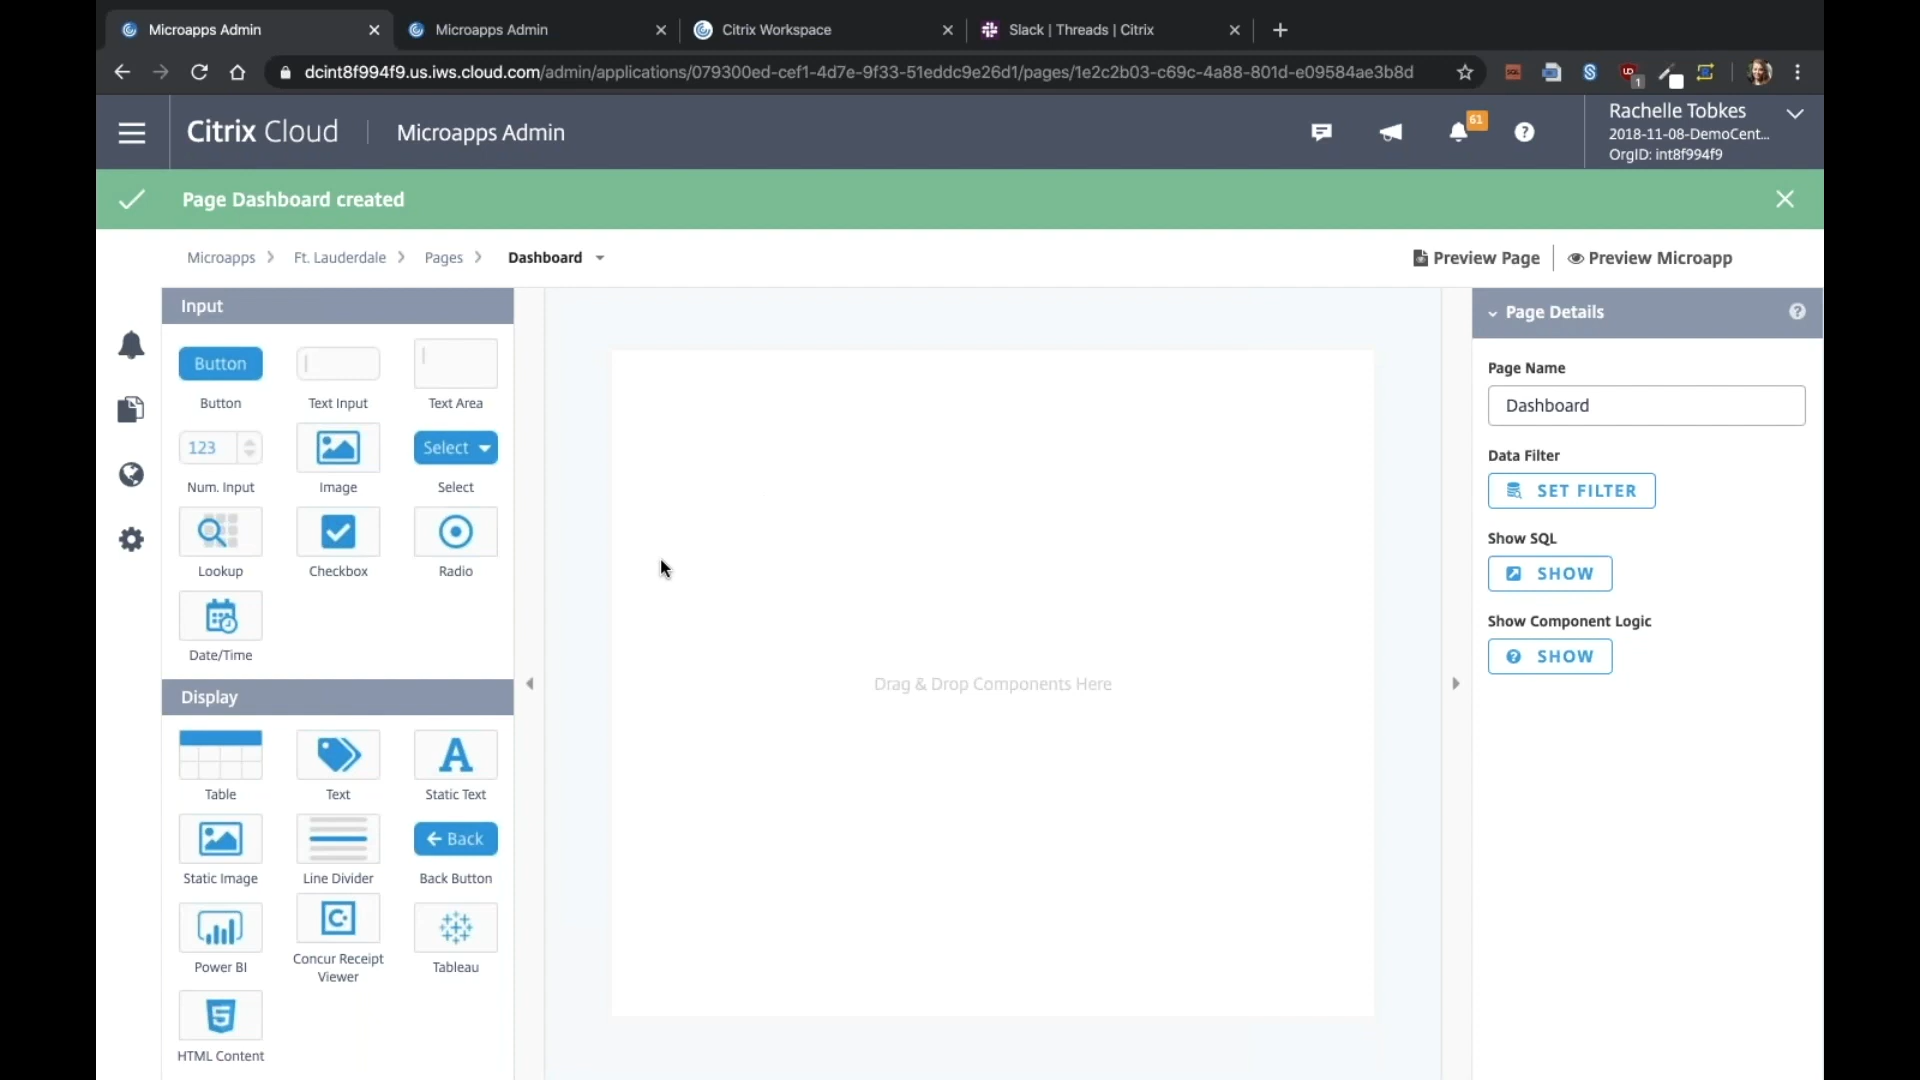 Microapps Admin
Microapps Admin
Citrix Workspace
Slack | Threads | Citrix
dcint8f994f9.us.iws.cloud.com/admin/applications/079300ed-cef1-4d7e-9f33-51eddc9e26d1/pages/1e2c2b03-c69c-4a88-801d-e09584ae3b8d
UD
1
Citrix Cloud
Microapps Admin
61
Rachelle Tobkes
2018-11-08-DemoCent...
OrgID: int8f994f9
Page Dashboard created
Microapps
Ft. Lauderdale
Pages
Dashboard
Preview Page
Preview Microapp
Input
Button
Button
Text Input
Text Area
123
Select
Num. Input
Image
Select
Lookup
Checkbox
Radio
Date/Time
Display
A
Table
Text
Static Text
Back
Static Image
Line Divider
Back Button
Power BI
Concur Receipt
Viewer
Tableau
HTML Content
Drag & Drop Components Here
Page Details
Page Name
Dashboard
Data Filter
SET FILTER
Show SQL
SHOW
Show Component Logic
SHOW